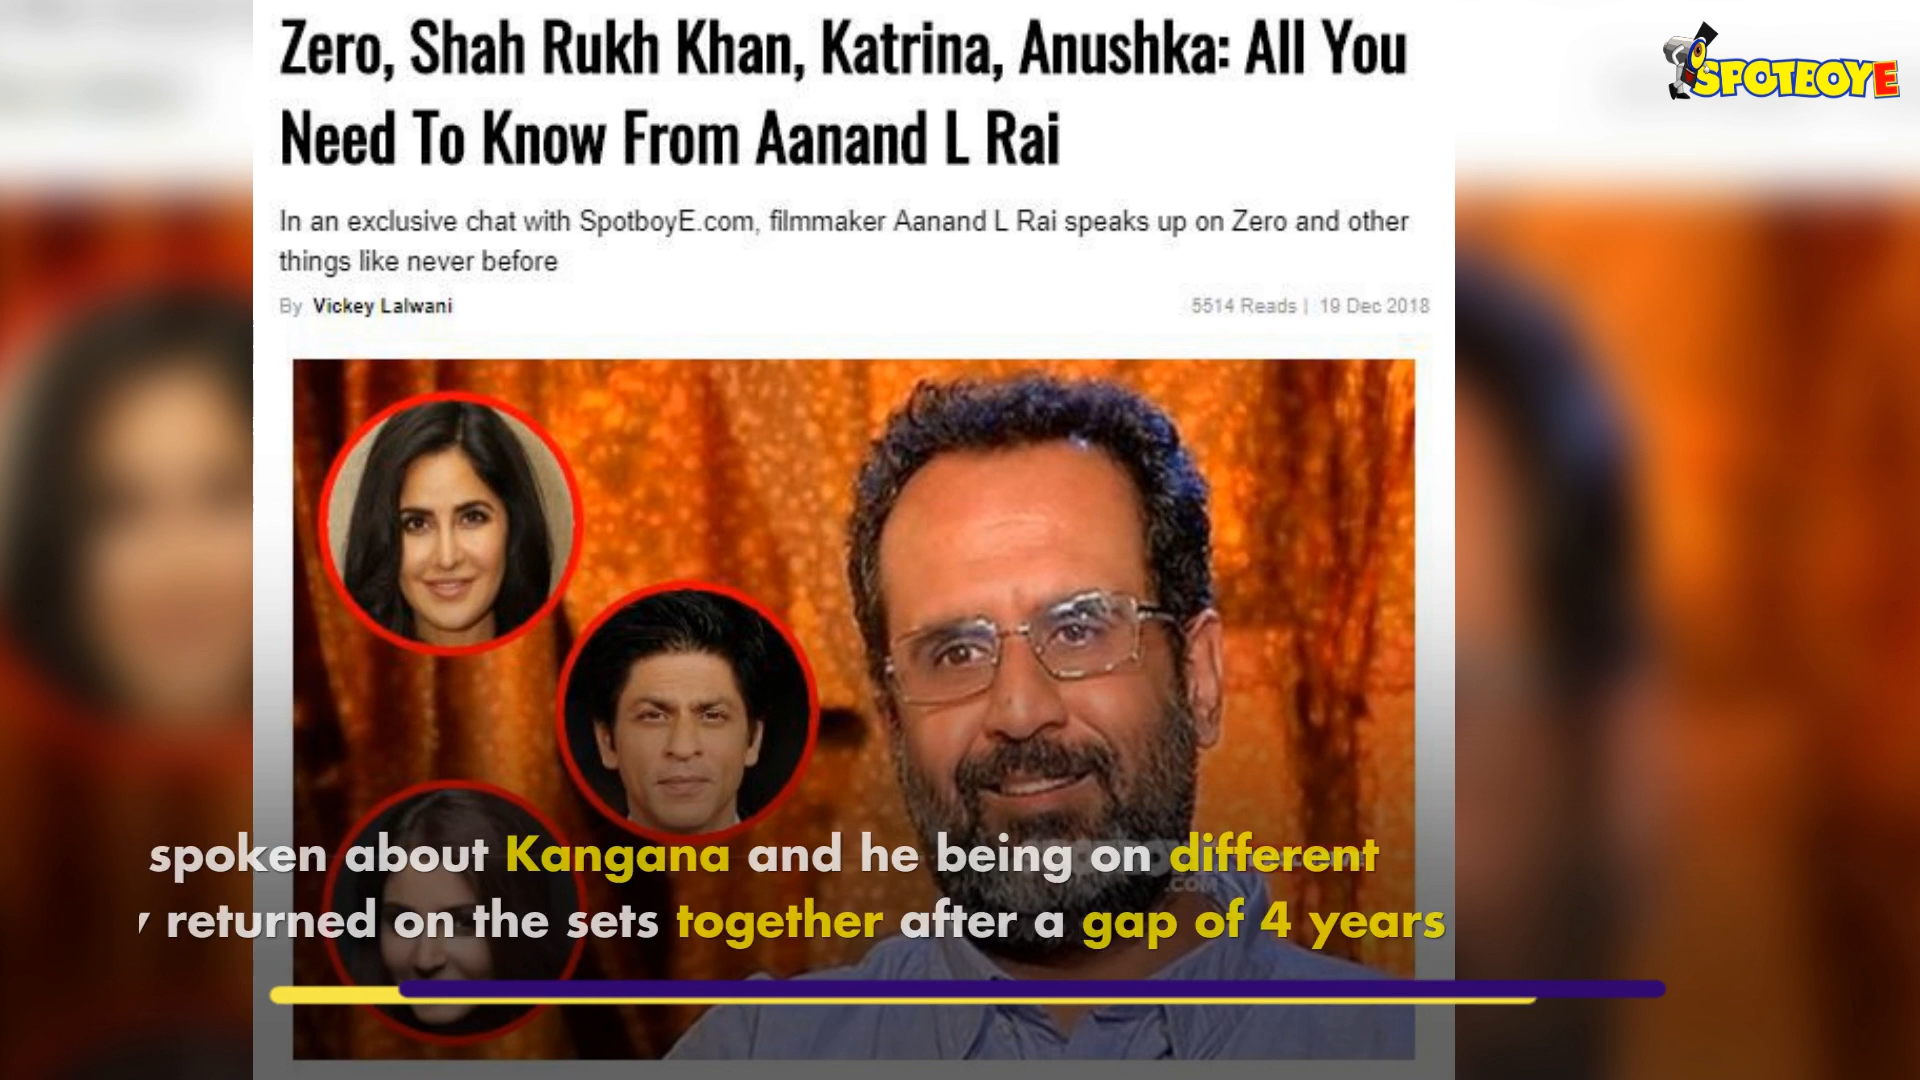 Zero, Shah Rukh Khan, Katrina, Anushka: All You
Need To Know From Aanand L Rai
SPOTBOYE
In an exclusive chat with SpotboyE.com, filmmaker Aanand L Rai speaks up on Zero and other
things like never before
By Vickey Lalwani 5514 Reads | 19 Dec 2018
spoken about Kangana and he being on different
returned on the sets together after a gap of 4 years
.COM